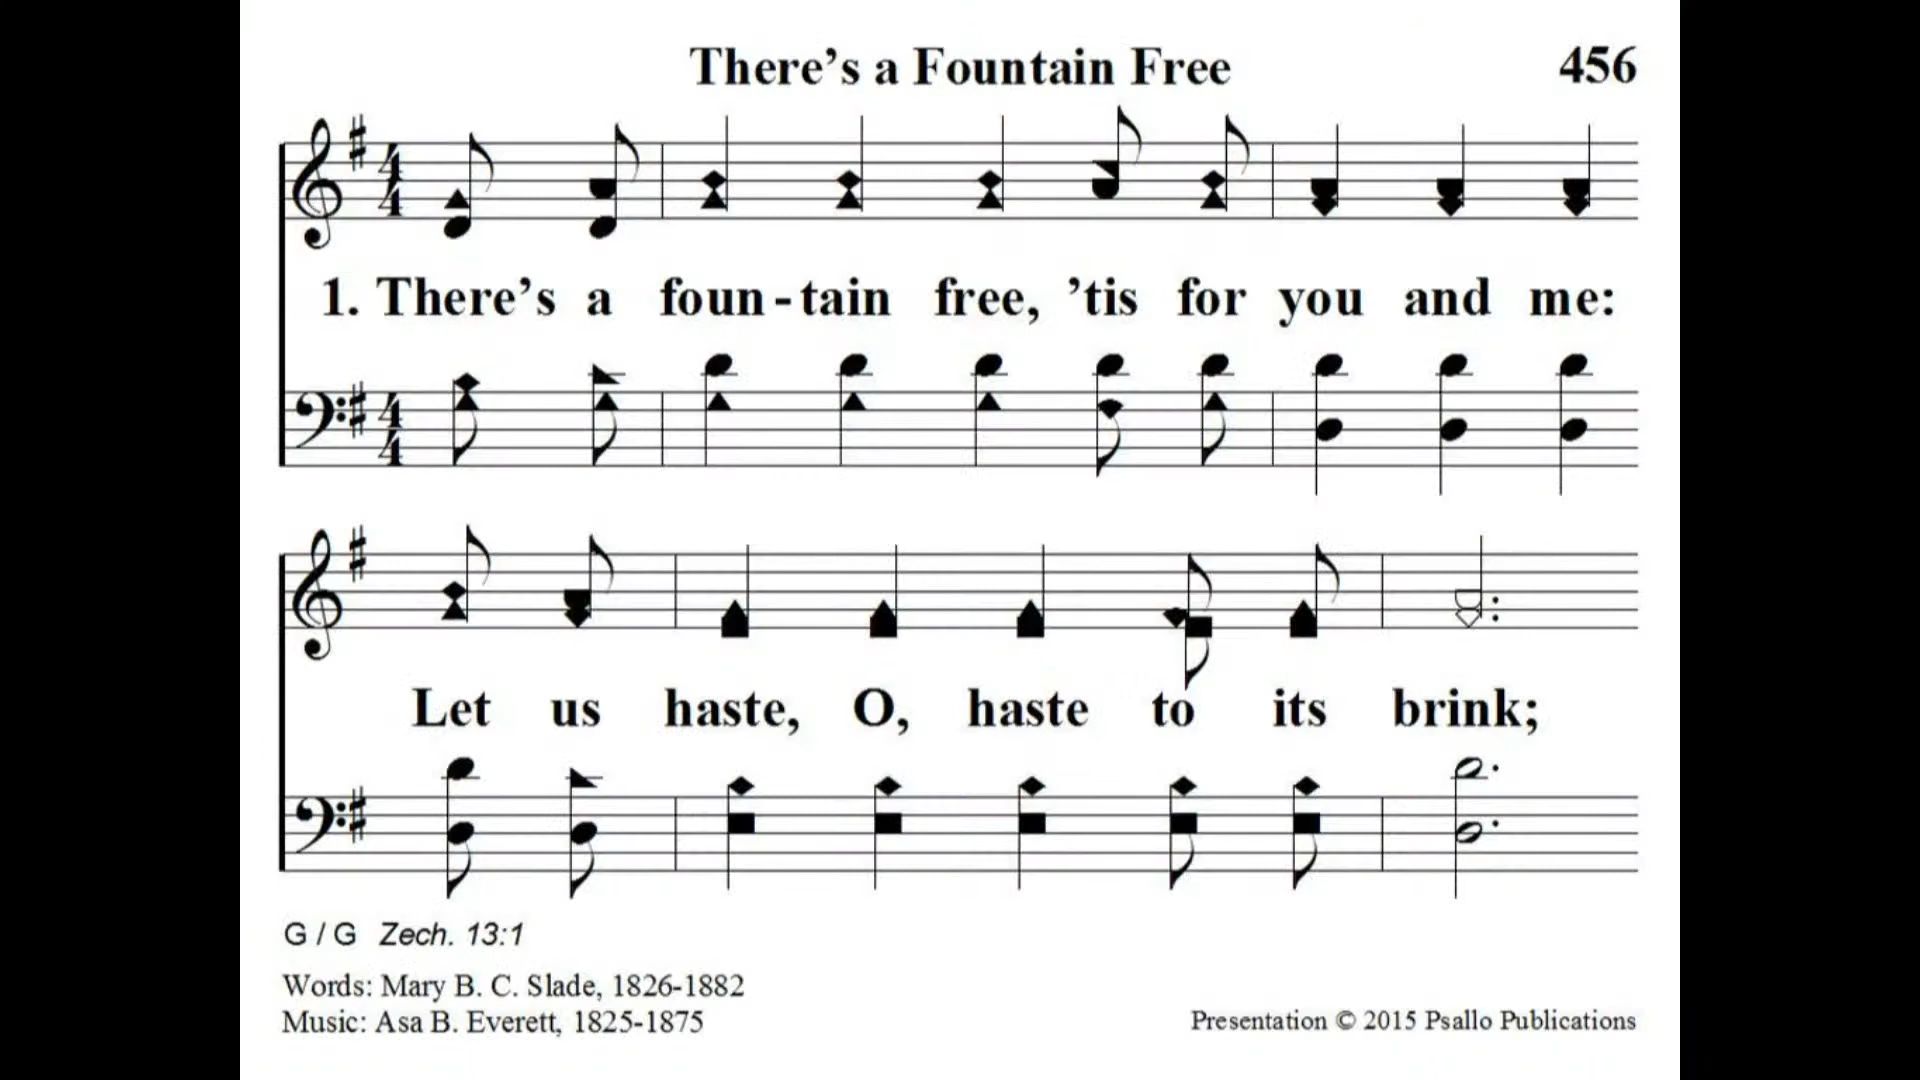 There's a Fountain Free 456
1. There's a foun-tain free, 'tis for you and me:
Let us haste, O, haste to its brink;
G / G Zech. 13:1
Words: Mary B. C. Slade, 1826-1882
Music: Asa B. Everett, 1825-1875
Presentation © 2015 Psallo Publications